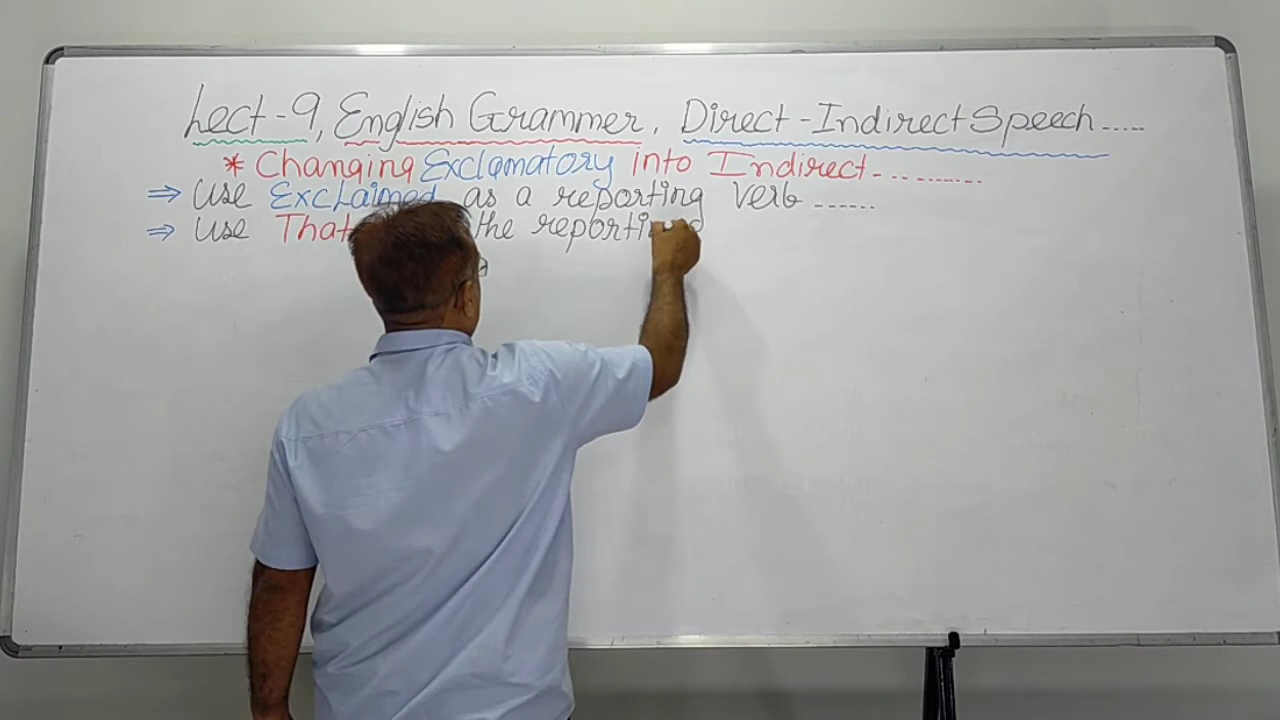 Lect-9, English Grammer, Direct-Indirect Speech.....
* Changing Exclamatory into Indirect..........
⇒ Use Exclaimed as a reporting verb ......
⇒ Use That the reporting